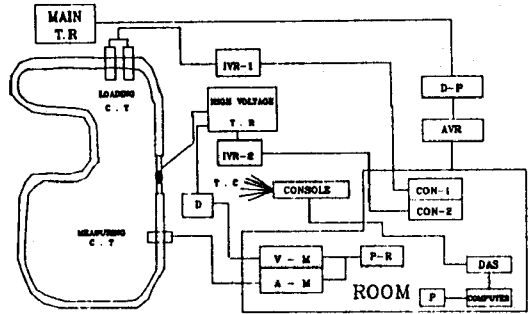 MAIN
T.R
LOADING
C.T
IVR-1
HIGH VOLTAGE
T.R
IVR-2
D-P
AVR
T.C
CONSOLE
CON-1
CON-2
D
MEASURING
C.T
V-M
A-M
P-R
ROOM
DAS
P
COMPUTER